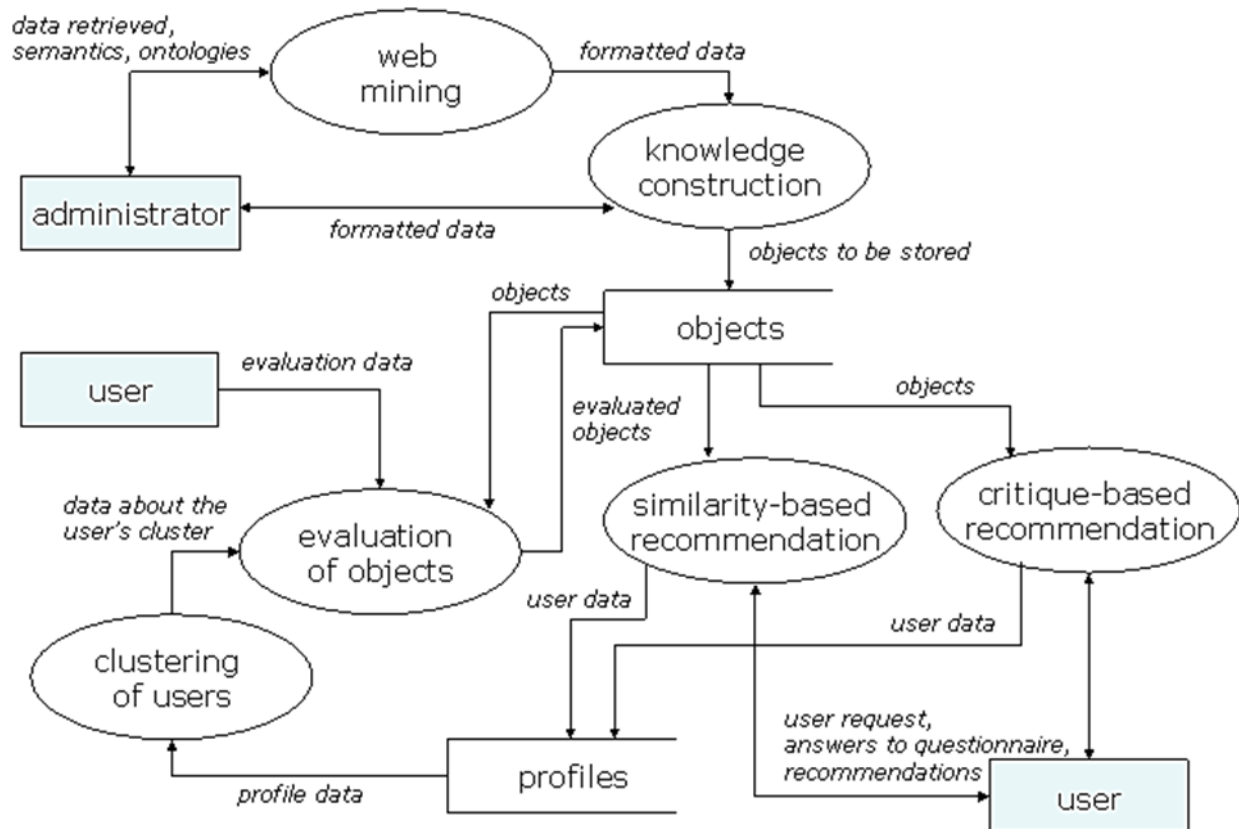 data retrieved,
semantics, ontologies
web
mining
formatted data
knowledge
construction
administrator
formatted data
objects to be stored
objects
objects
user
evaluation data
evaluated
objects
objects
data about the
user's cluster
evaluation
of objects
similarity-based
recommendation
critique-based
recommendation
user data
user data
clustering
of users
user request,
answers to questionnaire,
recommendations
profiles
profile data
user